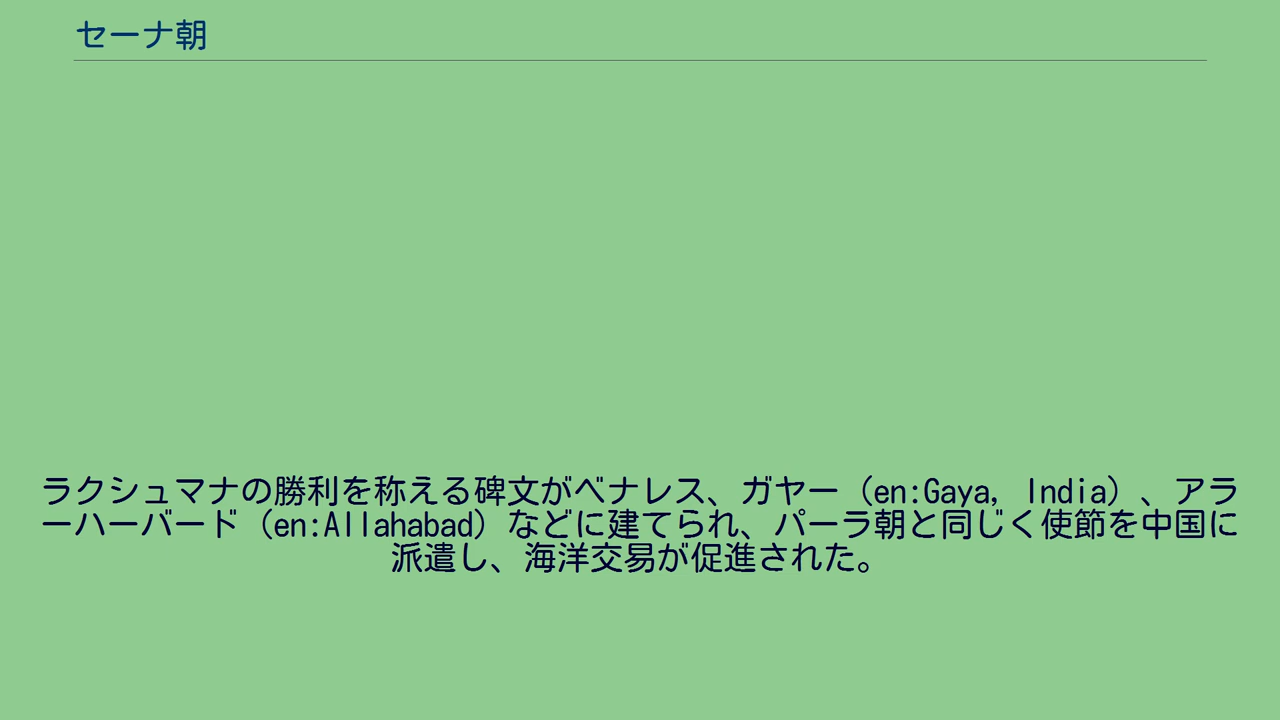 セーナ朝
ラクシュマナの勝利を称える碑文がベナレス、ガヤー（en:Gaya, India）、アラ
ーハーバード（en:Allahabad）などに建てられ、パーラ朝と同じく使節を中国に
派遣し、海洋交易が促進された。